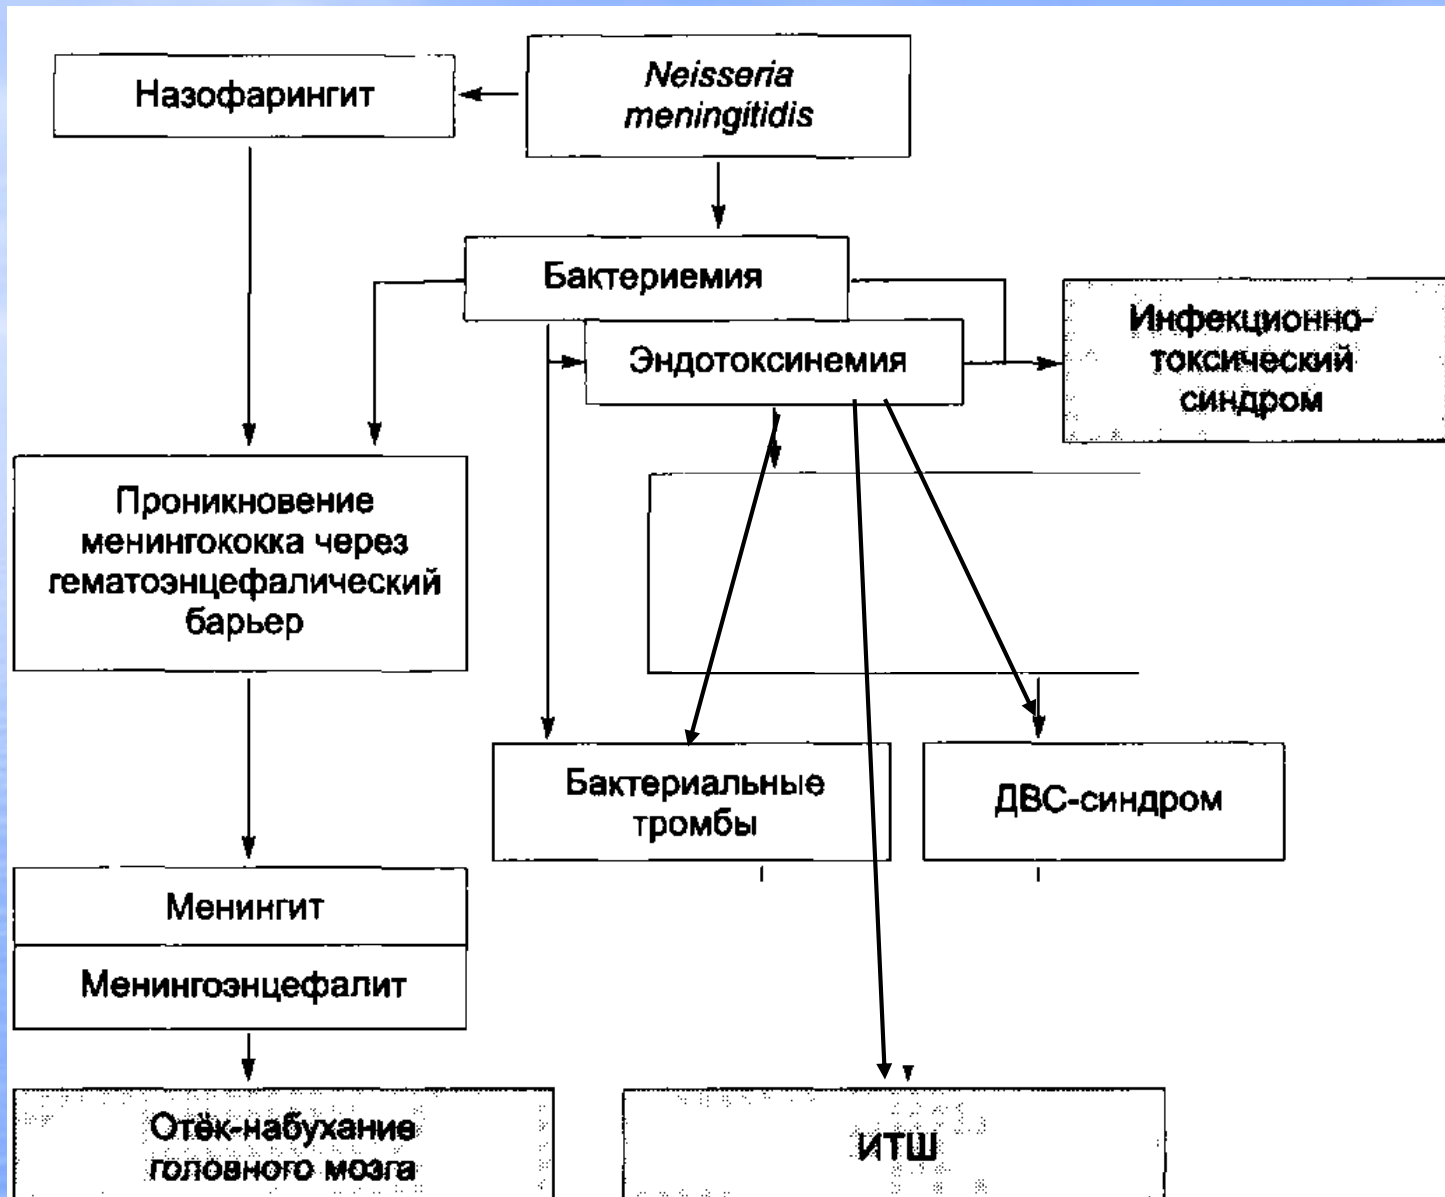 Назофарингит
Neisseria
meningitidis
Бактериемия
Эндотоксинемия
Инфекционно-
токсический
синдром
Проникновение
менингококка через
гематоэнцефалический
барьер
Бактериальные
тромбы
ДВС-синдром
Менингит
Менингоэнцефалит
Отёк-набухание
головного мозга
ИТШ